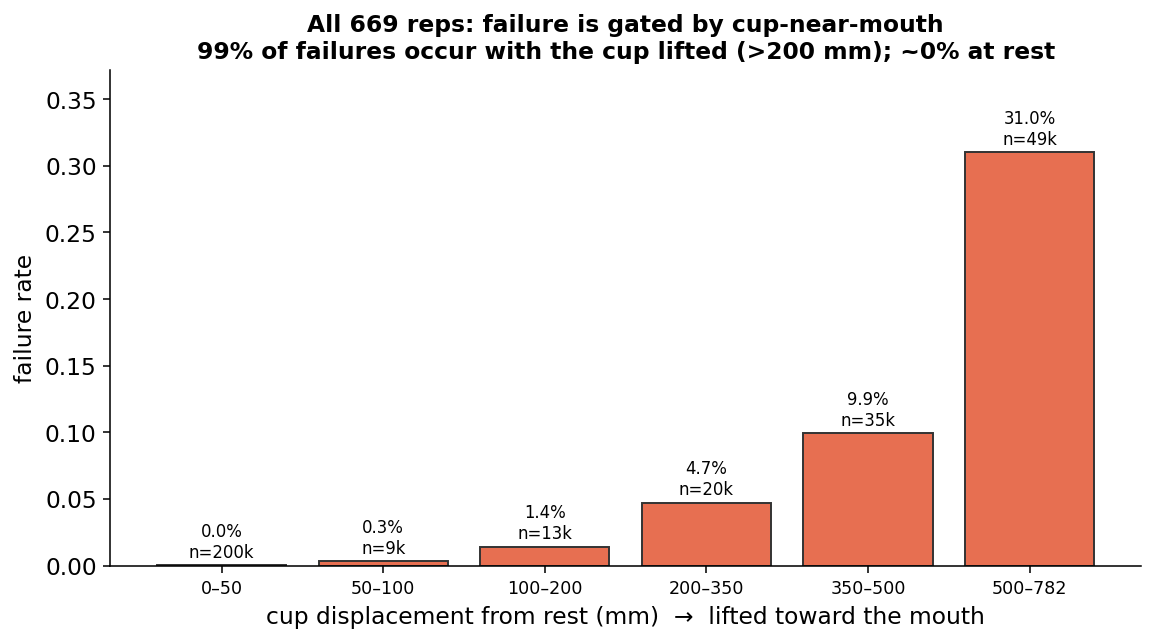 All 669 reps: failure is gated by cup-near-mouth
99% of failures occur with the cup lifted (>200 mm); ~0% at rest
failure rate
0.35
0.30
0.25
0.20
0.15
0.10
0.05
0.00
0.0%
n=200k
0.3%
n=9k
1.4%
n=13k
4.7%
n=20k
9.9%
n=35k
31.0%
n=49k
0–50
50–100
100–200
200–350
350–500
500–782
cup displacement from rest (mm) → lifted toward the mouth